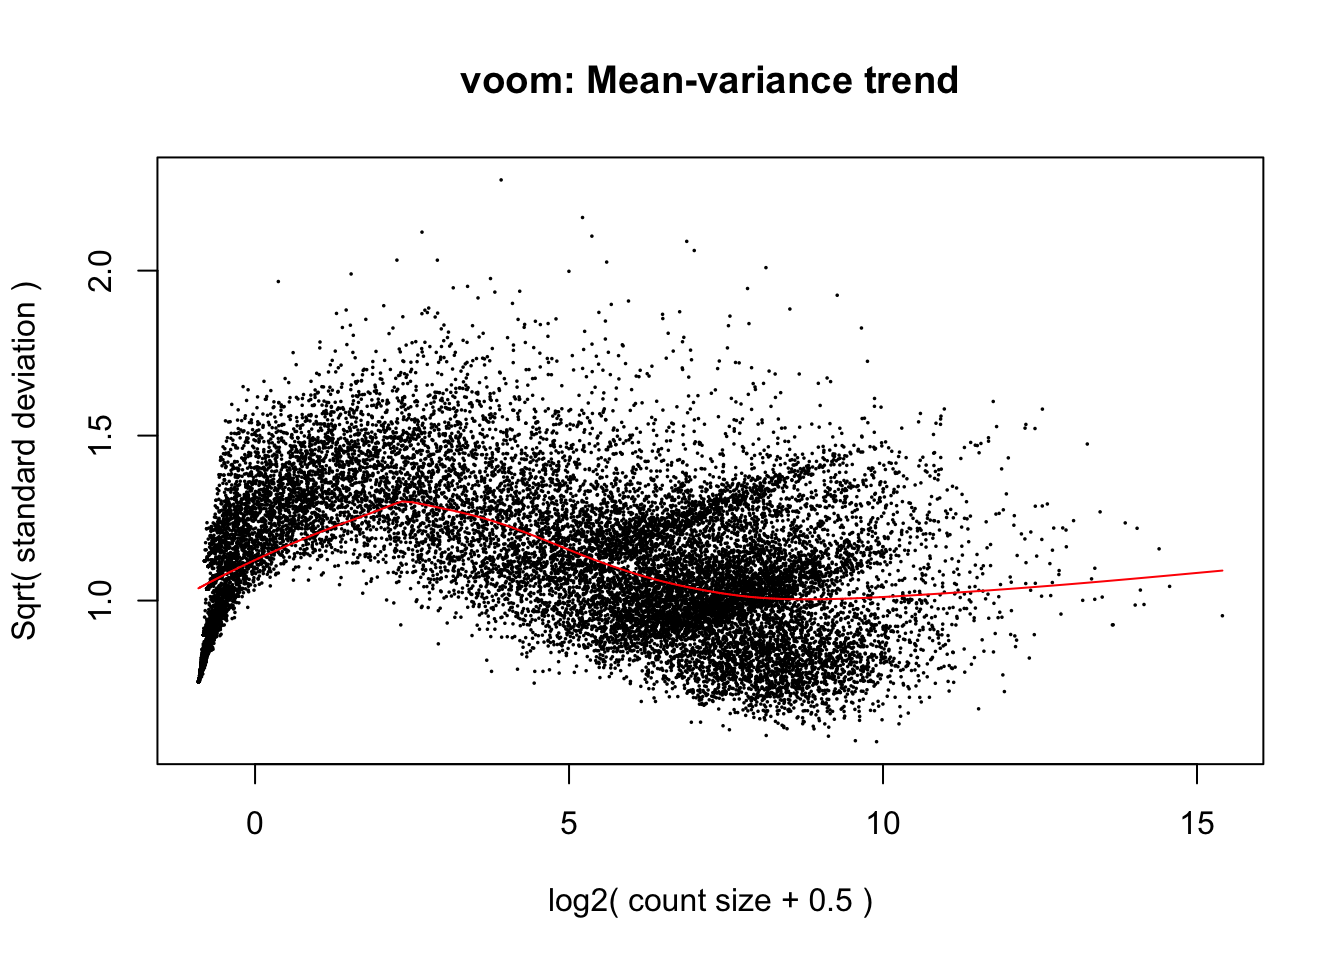 voom: Mean-variance trend
Sqrt( standard deviation )
2.0
1.5
1.0
0
5
10
15
log2( count size + 0.5 )